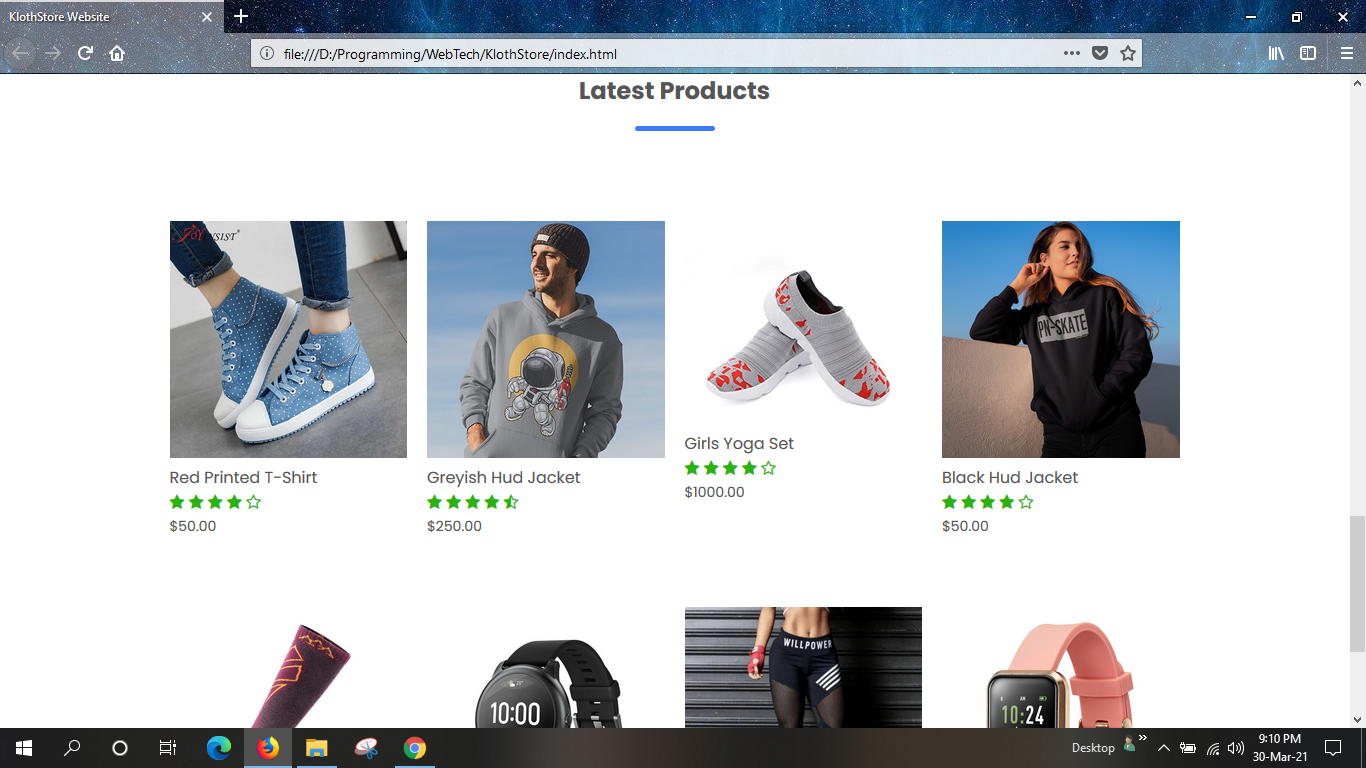 KlothStore Website
file:///D:/Programming/WebTech/KlothStore/index.html
Latest Products
PN-SKATE
Red Printed T-Shirt
$50.00
Greyish Hud Jacket
$250.00
Girls Yoga Set
$1000.00
Black Hud Jacket
$50.00
10:00
WILLPOWER
10:24
Desktop
9:10 PM
30-Mar-21